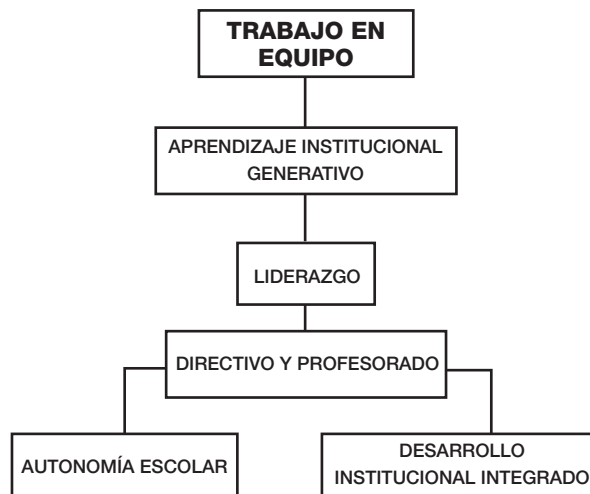 TRABAJO EN
EQUIPO
APRENDIZAJE INSTITUCIONAL
GENERATIVO
LIDERAZGO
DIRECTIVO Y PROFESORADO
AUTONOMÍA ESCOLAR
DESARROLLO
INSTITUCIONAL INTEGRADO